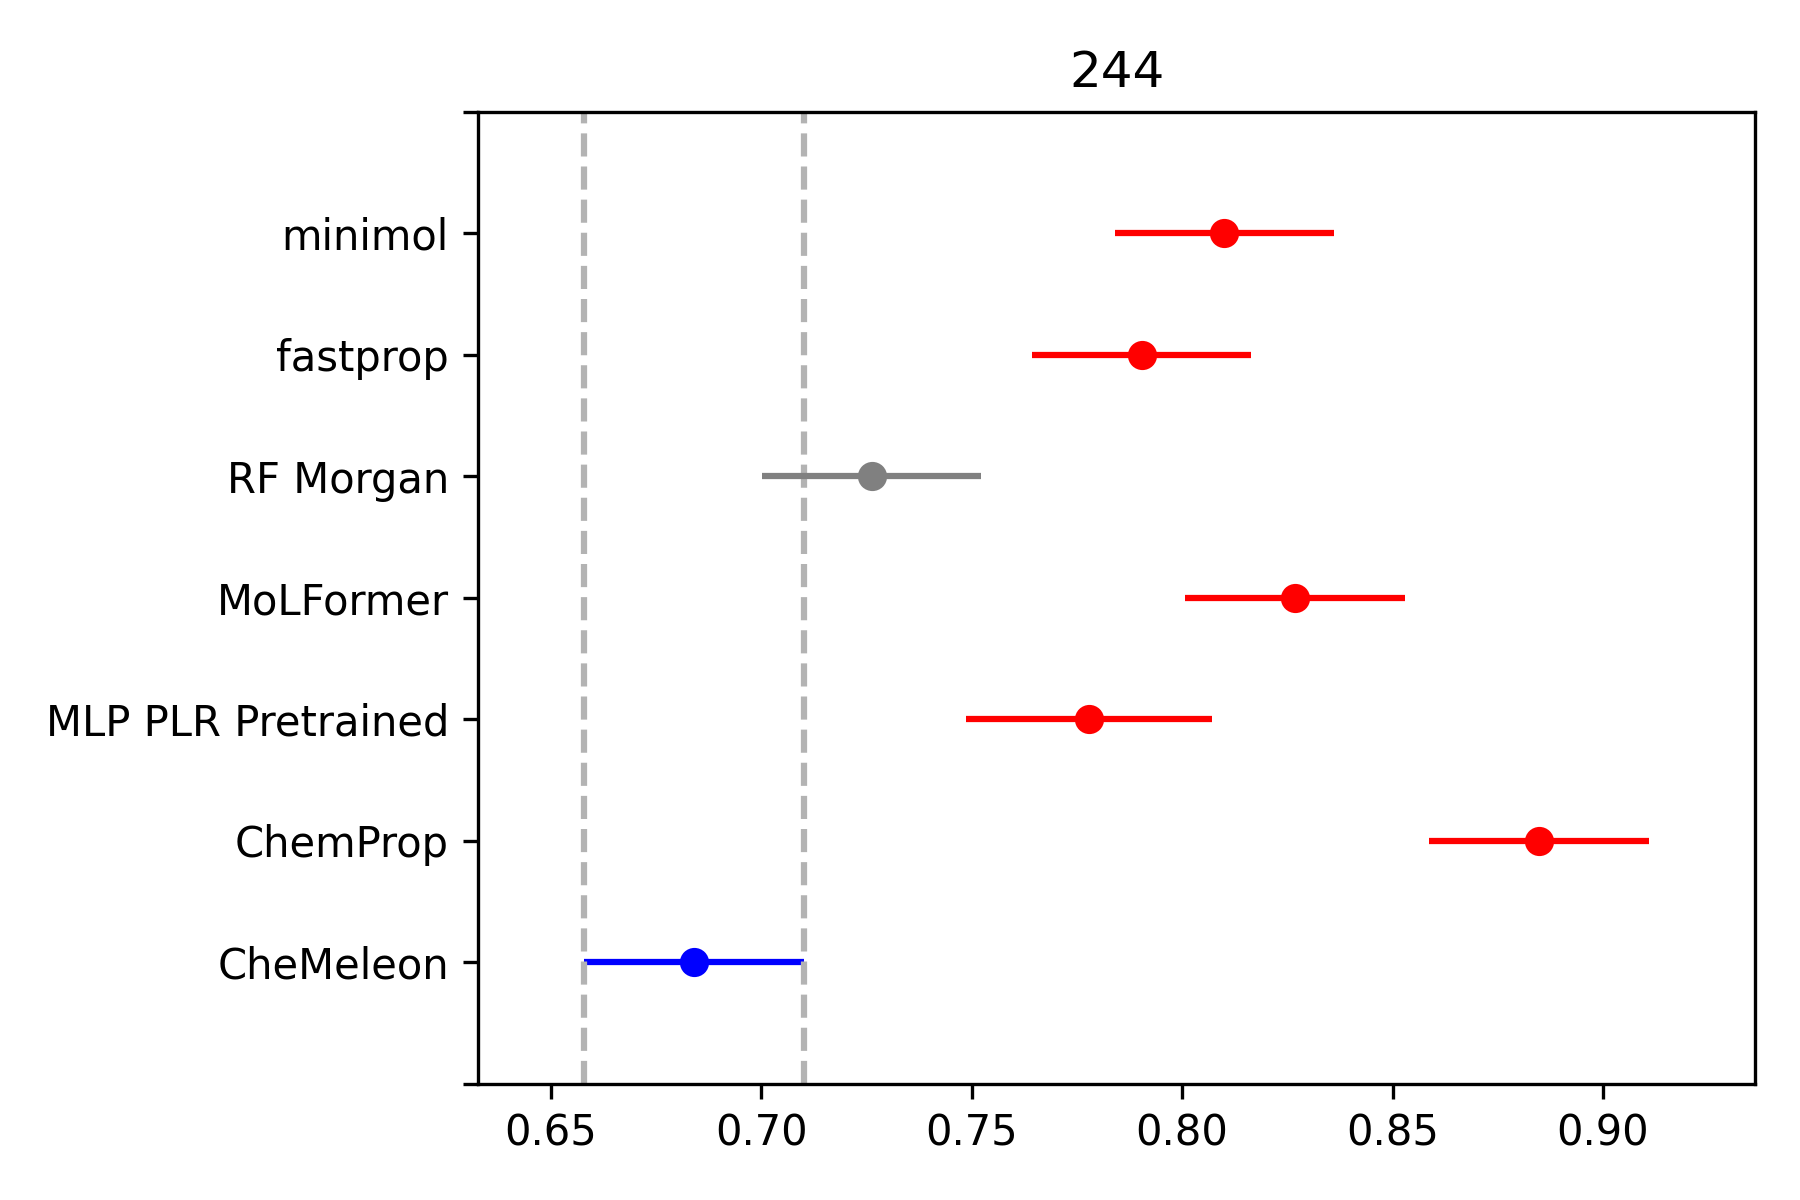 244
minimol
fastprop
RF Morgan
MoLFormer
MLP PLR Pretrained
ChemProp
CheMeleon
0.65 0.70 0.75 0.80 0.85 0.90